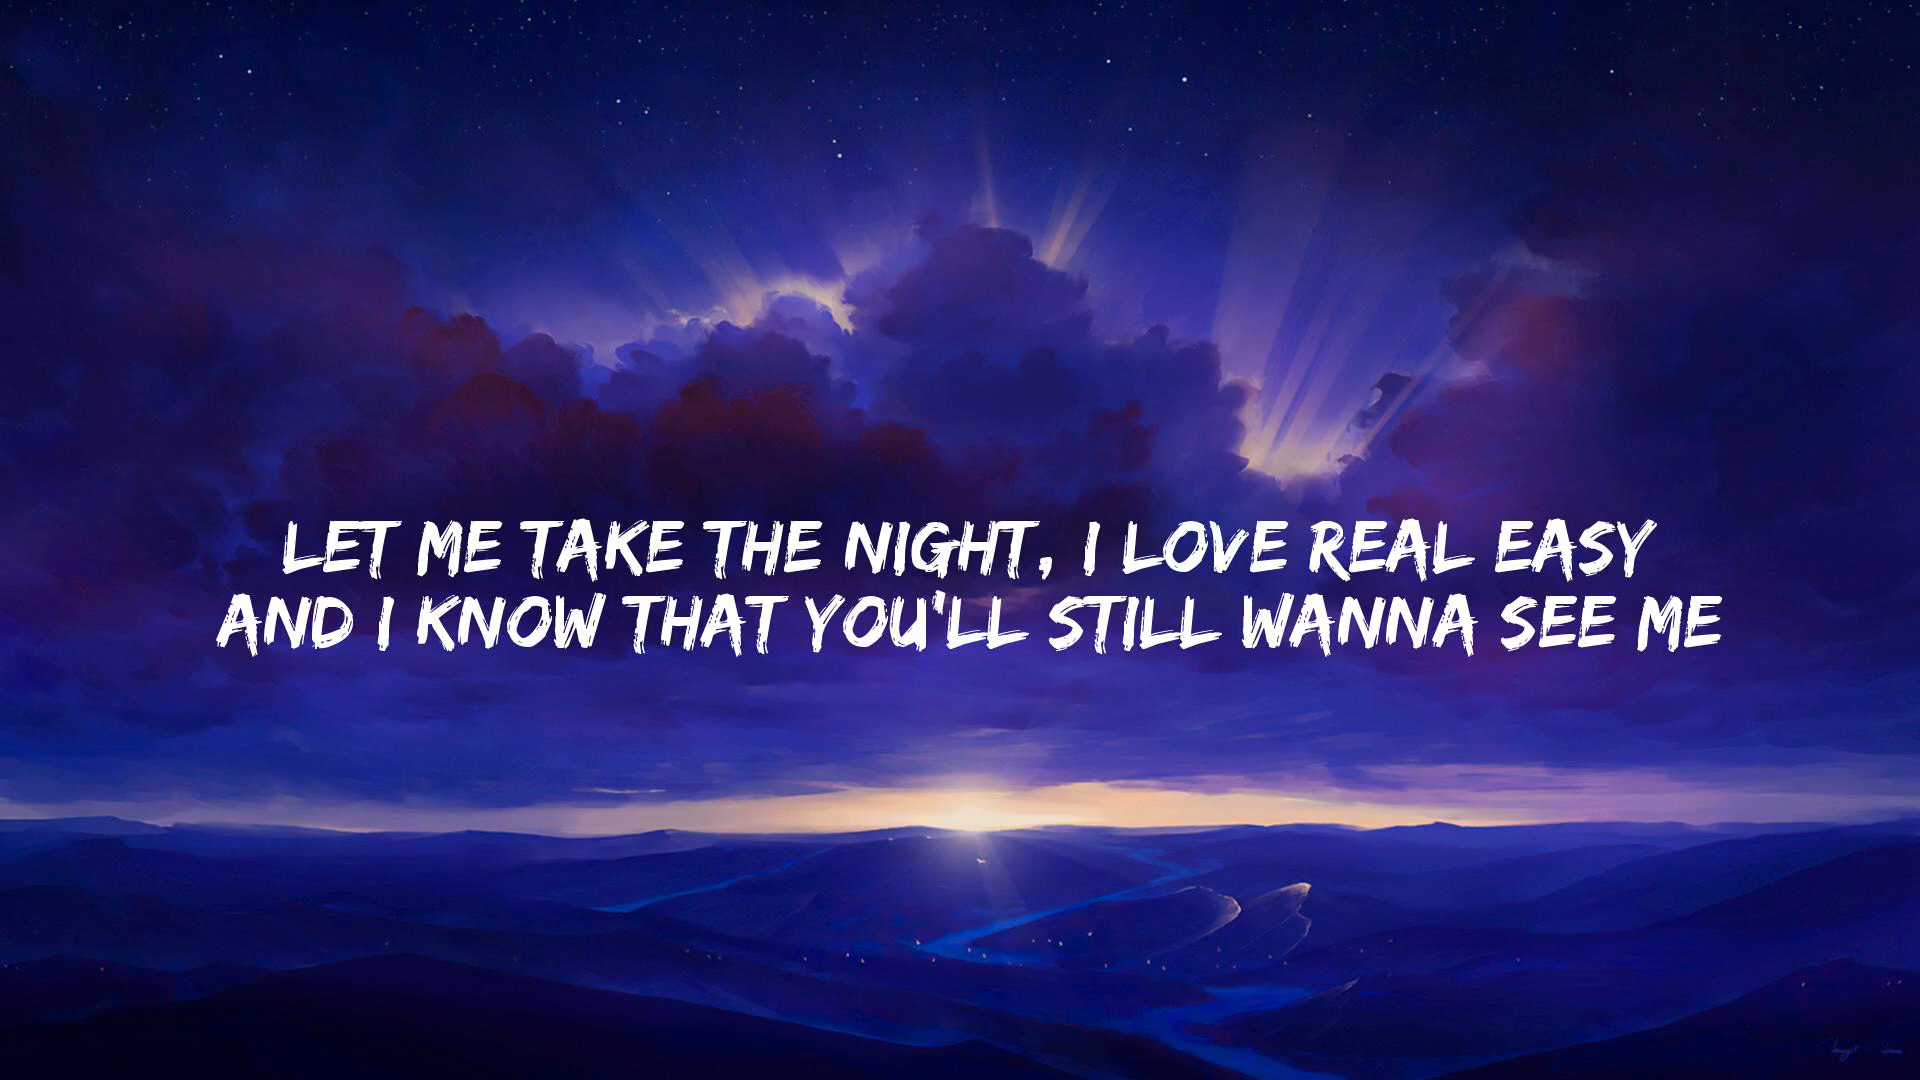 LET ME TAKE THE NIGHT, I LOVE REAL EASY
AND I KNOW THAT YOU'LL STILL WANNA SEE ME